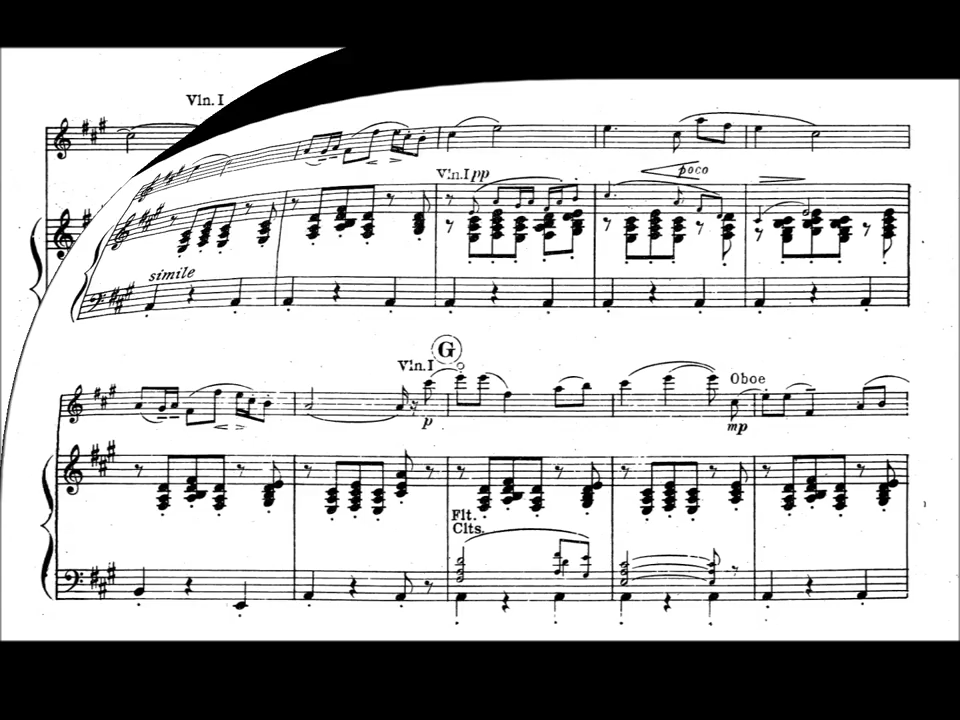 Vln. I
Vln. I pp
poco
simile
G
Vln. I
Oboe
p
mp
Flt.
Clts.